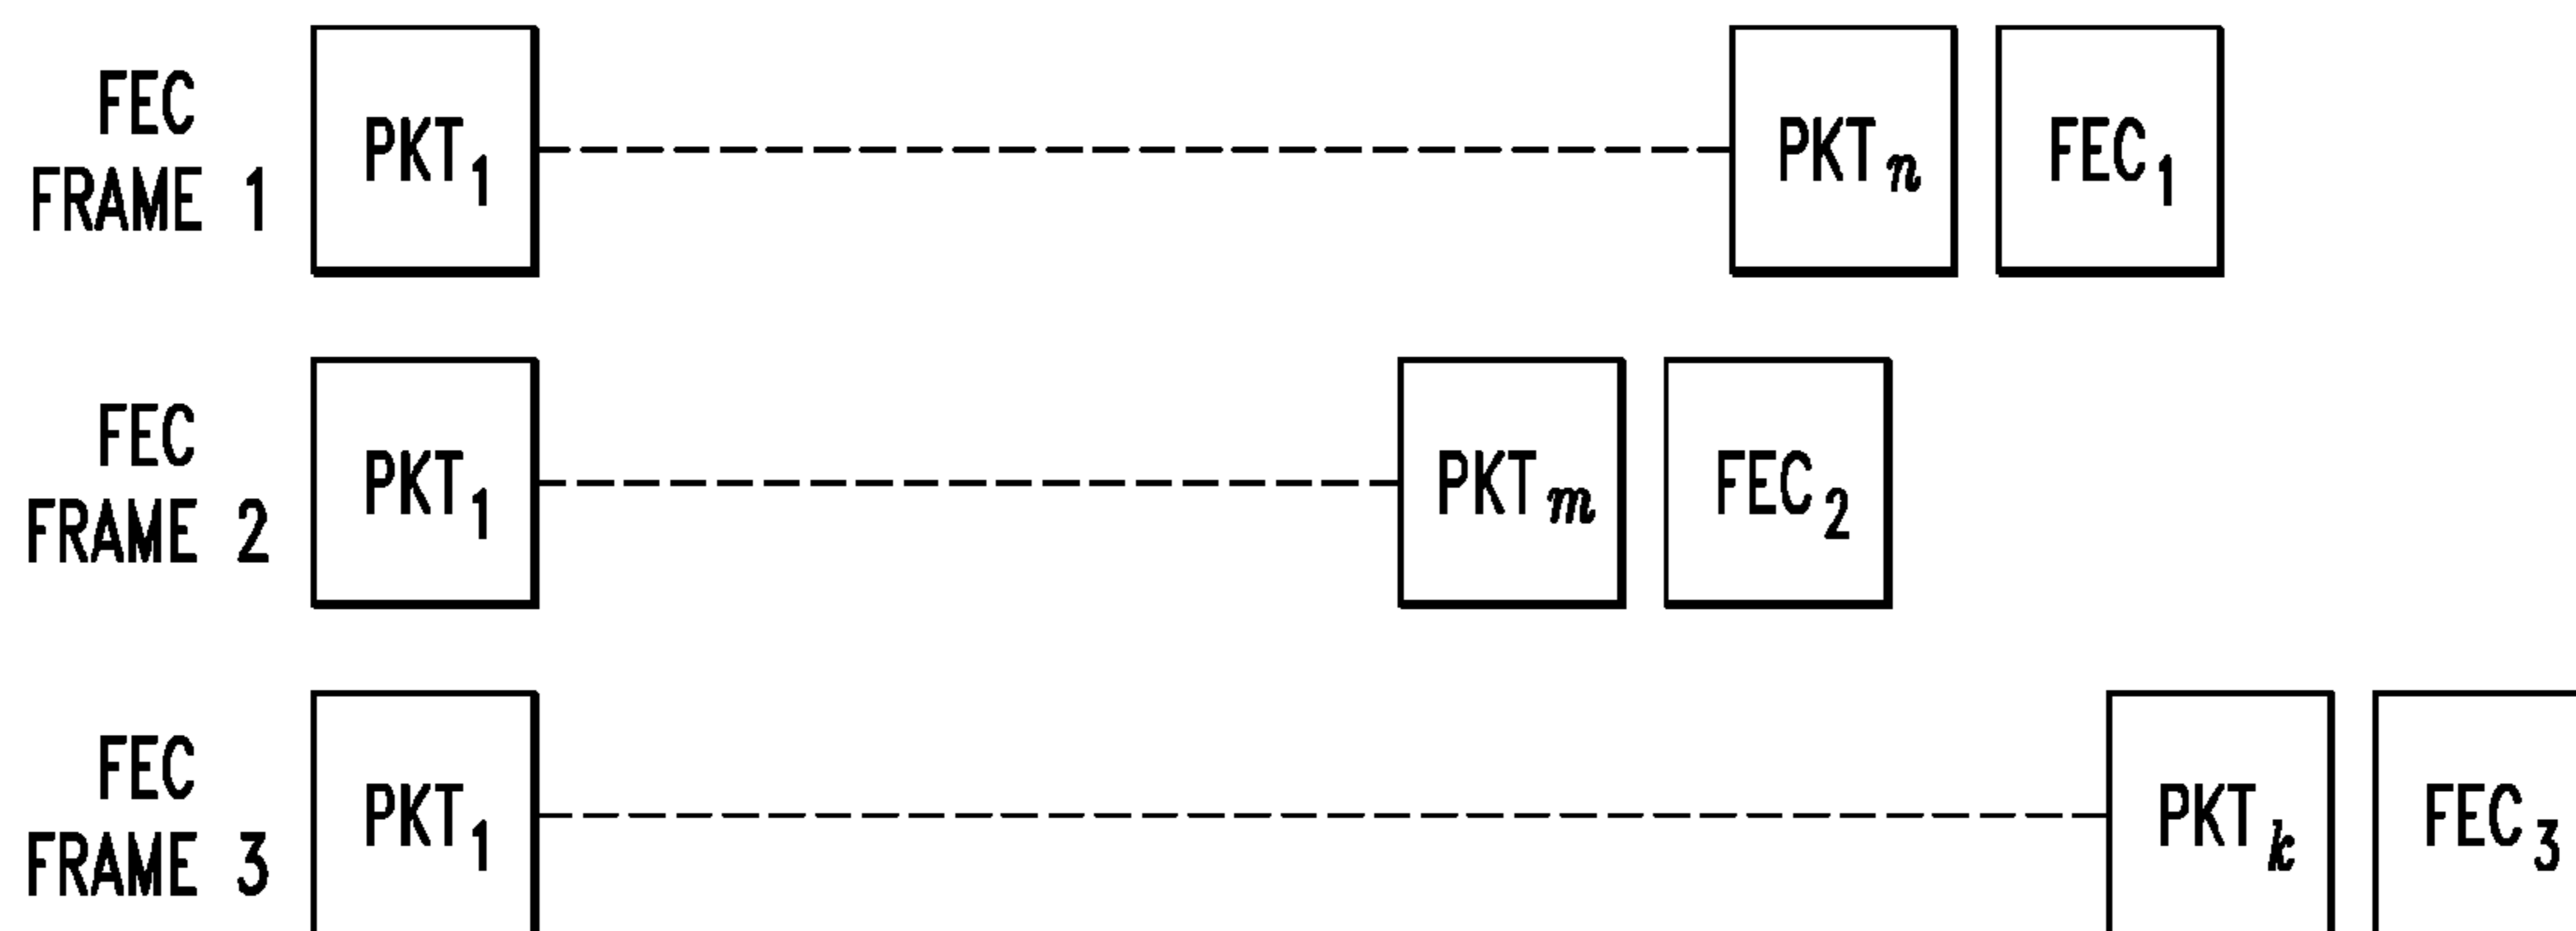 FEC
FRAME 1
PKT₁ PKTₙ FEC₁
FEC
FRAME 2
PKT₁ PKTₘ FEC₂
FEC
FRAME 3
PKT₁ PKTₖ FEC₃